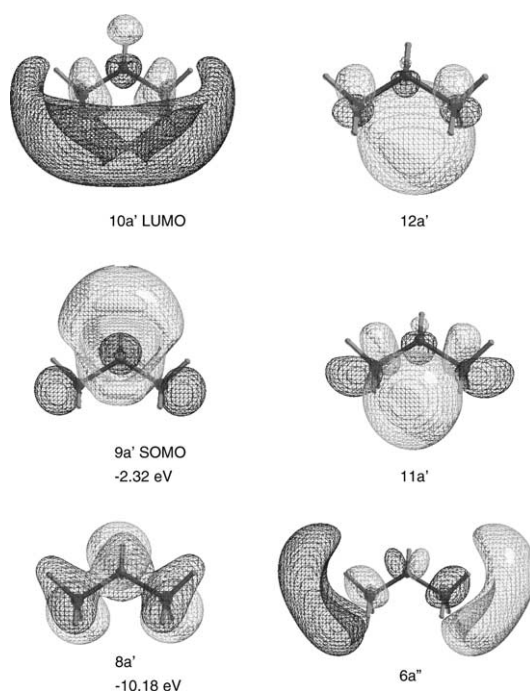 10a' LUMO
12a'
9a' SOMO
-2.32 eV
11a'
8a'
-10.18 eV
6a"